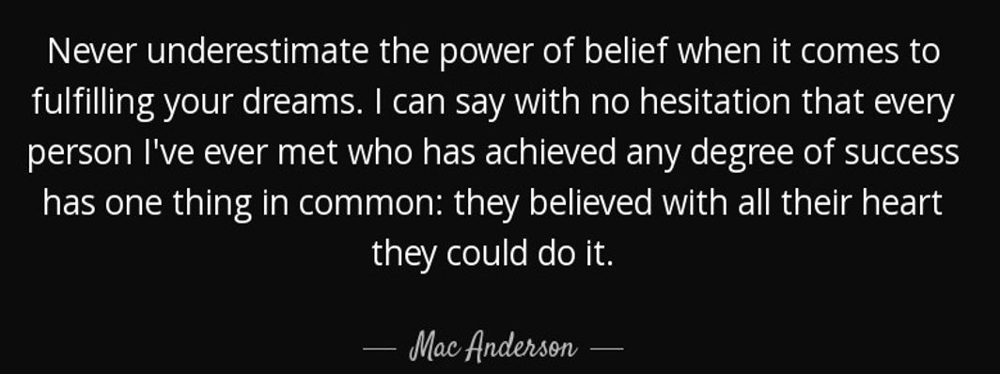 Never underestimate the power of belief when it comes to
fulfilling your dreams. I can say with no hesitation that every
person I've ever met who has achieved any degree of success
has one thing in common: they believed with all their heart
they could do it.
— Mac Anderson —